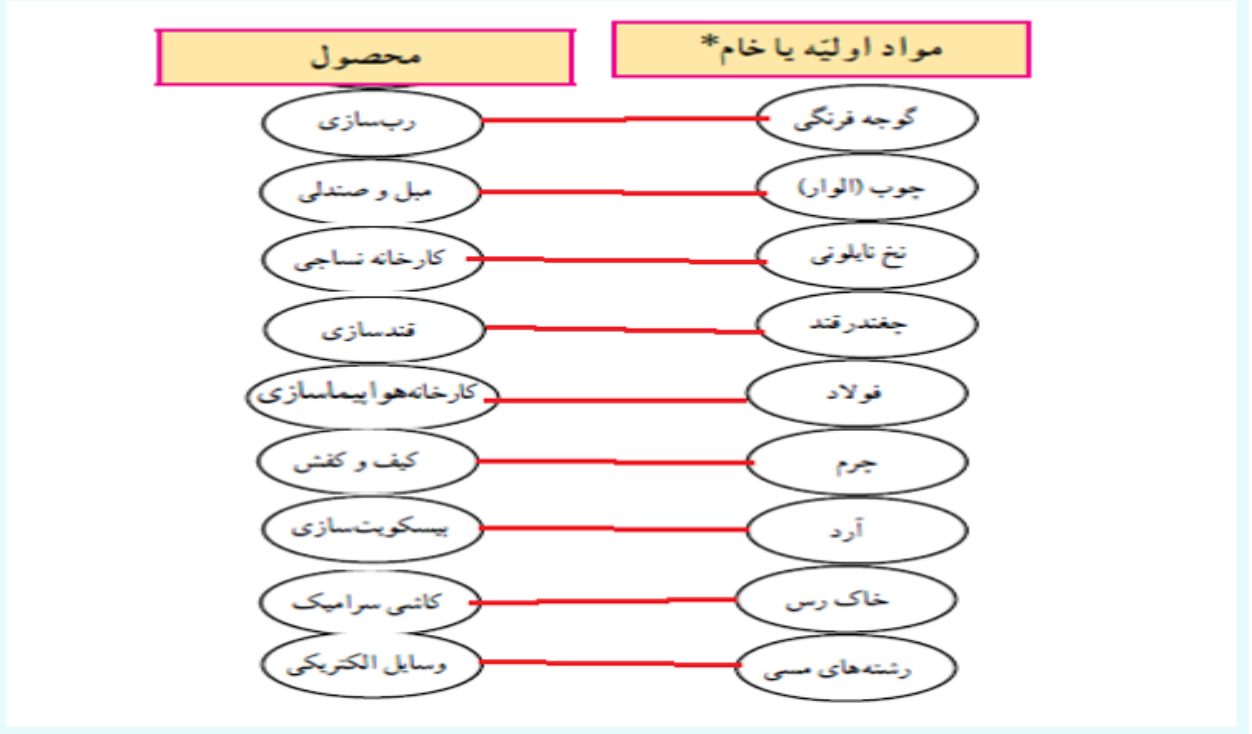 مواد اولیّه یا خام*
محصول
گوجه فرنگی
رب‌سازی
چوب (الوار)
مبل و صندلی
نخ نایلونی
کارخانه نساجی
چغندرقند
قندسازی
فولاد
کارخانه‌هواپیماسازی
چرم
کیف و کفش
آرد
بیسکویت‌سازی
خاک رس
کاشی سرامیک
رشته‌های مسی
وسایل الکتریکی